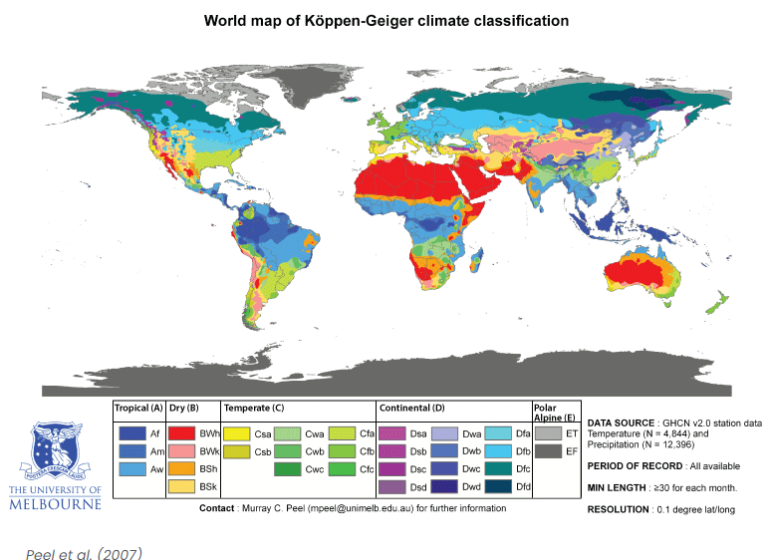 World map of Köppen-Geiger climate classification
Tropical (A) Dry (B) Temperate (C) Continental (D) Polar
Alpine (E)
Af BWh Csa Cwa Cfa Dsa Dwa Dfa ET
Am BWk Csb Cwb Cfb Dsb Dwb Dfb EF
Aw BSh Cwc Cfc Dsc Dwc Dfc
BSk Dsd Dwd Dfd
THE UNIVERSITY OF
MELBOURNE
DATA SOURCE : GHCN v2.0 station data
Temperature (N = 4,844) and
Precipitation (N = 12,396)
PERIOD OF RECORD : All available
MIN LENGTH : ≥30 for each month.
RESOLUTION : 0.1 degree lat/long
Contact : Murray C. Peel (mpeel@unimelb.edu.au) for further information
Peel et al. (2007)